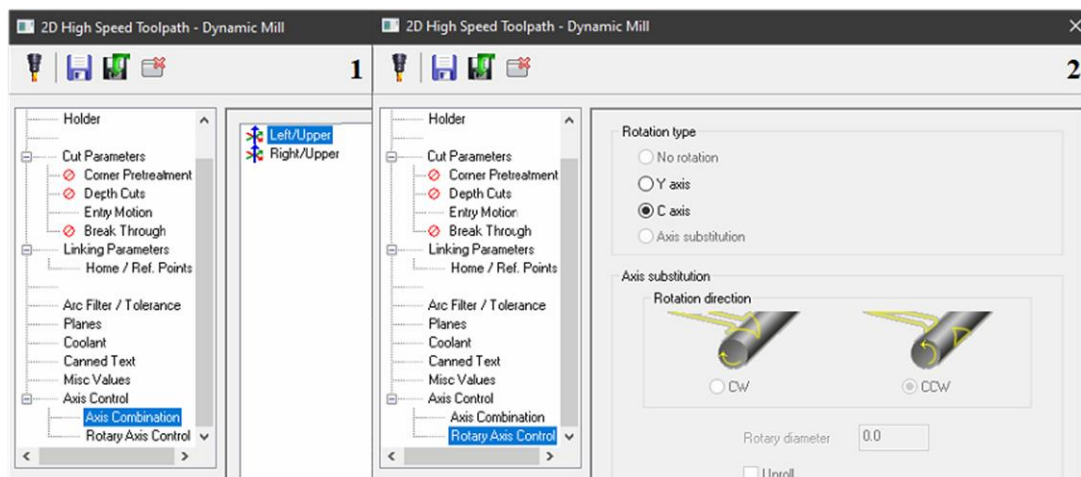 2D High Speed Toolpath - Dynamic Mill
1
Holder
Cut Parameters
Corner Pretreatment
Depth Cuts
Entry Motion
Break Through
Linking Parameters
Home / Ref. Points
Arc Filter / Tolerance
Planes
Coolant
Canned Text
Misc Values
Axis Control
Axis Combination
Rotary Axis Control
Left/Upper
Right/Upper
2D High Speed Toolpath - Dynamic Mill
2
Holder
Cut Parameters
Corner Pretreatment
Depth Cuts
Entry Motion
Break Through
Linking Parameters
Home / Ref. Points
Arc Filter / Tolerance
Planes
Coolant
Canned Text
Misc Values
Axis Control
Axis Combination
Rotary Axis Control
Rotation type
No rotation
Y axis
C axis
Axis substitution
Axis substitution
Rotation direction
CW
CCW
Rotary diameter 0.0
Unroll